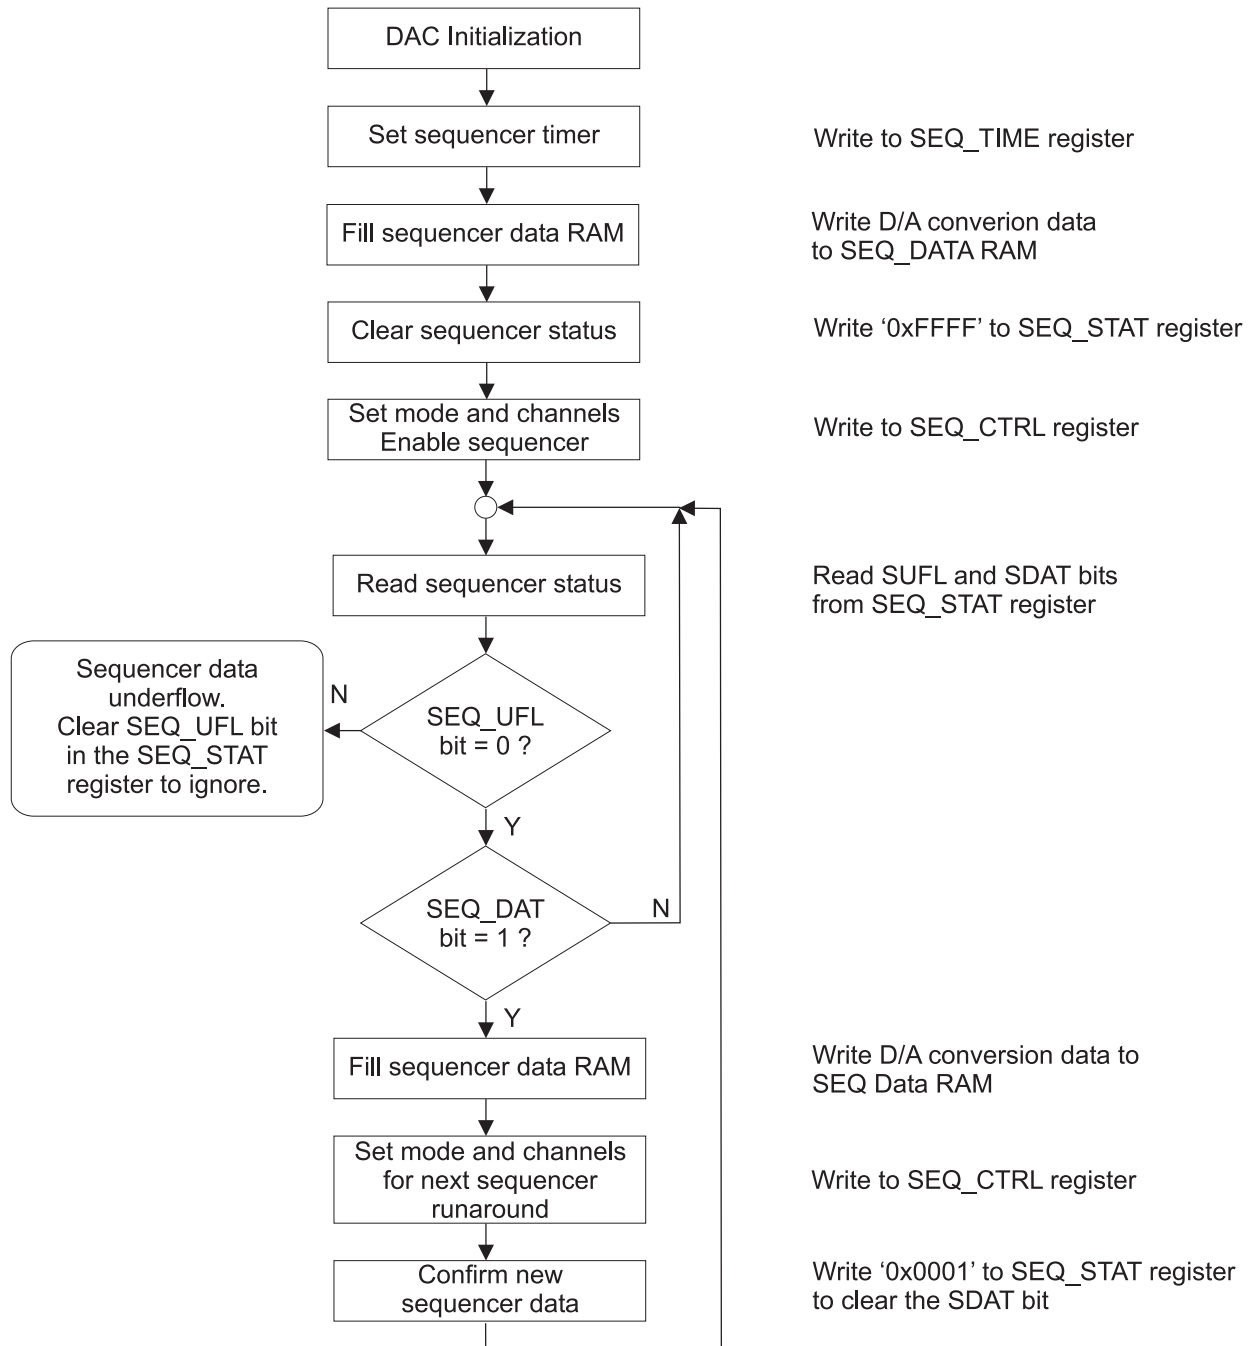 DAC Initialization
Set sequencer timer
Write to SEQ_TIME register
Fill sequencer data RAM
Write D/A converion data
to SEQ_DATA RAM
Clear sequencer status
Write ‘0xFFFF’ to SEQ_STAT register
Set mode and channels
Enable sequencer
Write to SEQ_CTRL register
Read sequencer status
Read SUFL and SDAT bits
from SEQ_STAT register
Sequencer data
underflow.
Clear SEQ_UFL bit
in the SEQ_STAT
register to ignore.
N
SEQ_UFL
bit = 0 ?
Y
SEQ_DAT
bit = 1 ?
N
Y
Fill sequencer data RAM
Write D/A conversion data to
SEQ Data RAM
Set mode and channels
for next sequencer
runaround
Write to SEQ_CTRL register
Confirm new
sequencer data
Write ‘0x0001’ to SEQ_STAT register
to clear the SDAT bit